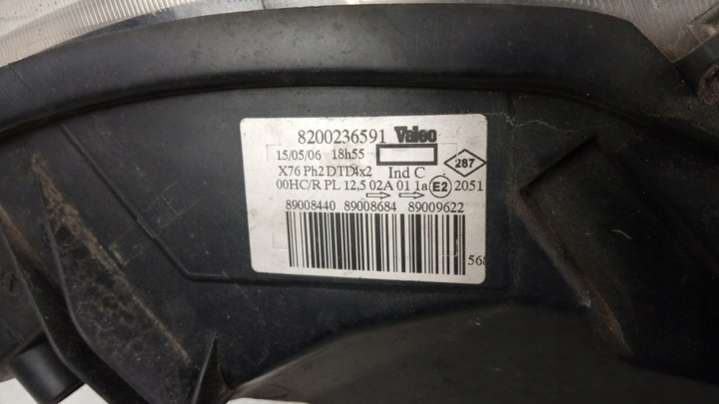 8200236591 Valeo
15/05/06 18h55
287
X76 Ph2 DTD4x2 Ind C
00HC/R PL 12,5 02A 01 1a E2 2051
89008440 89008684 89009622
568